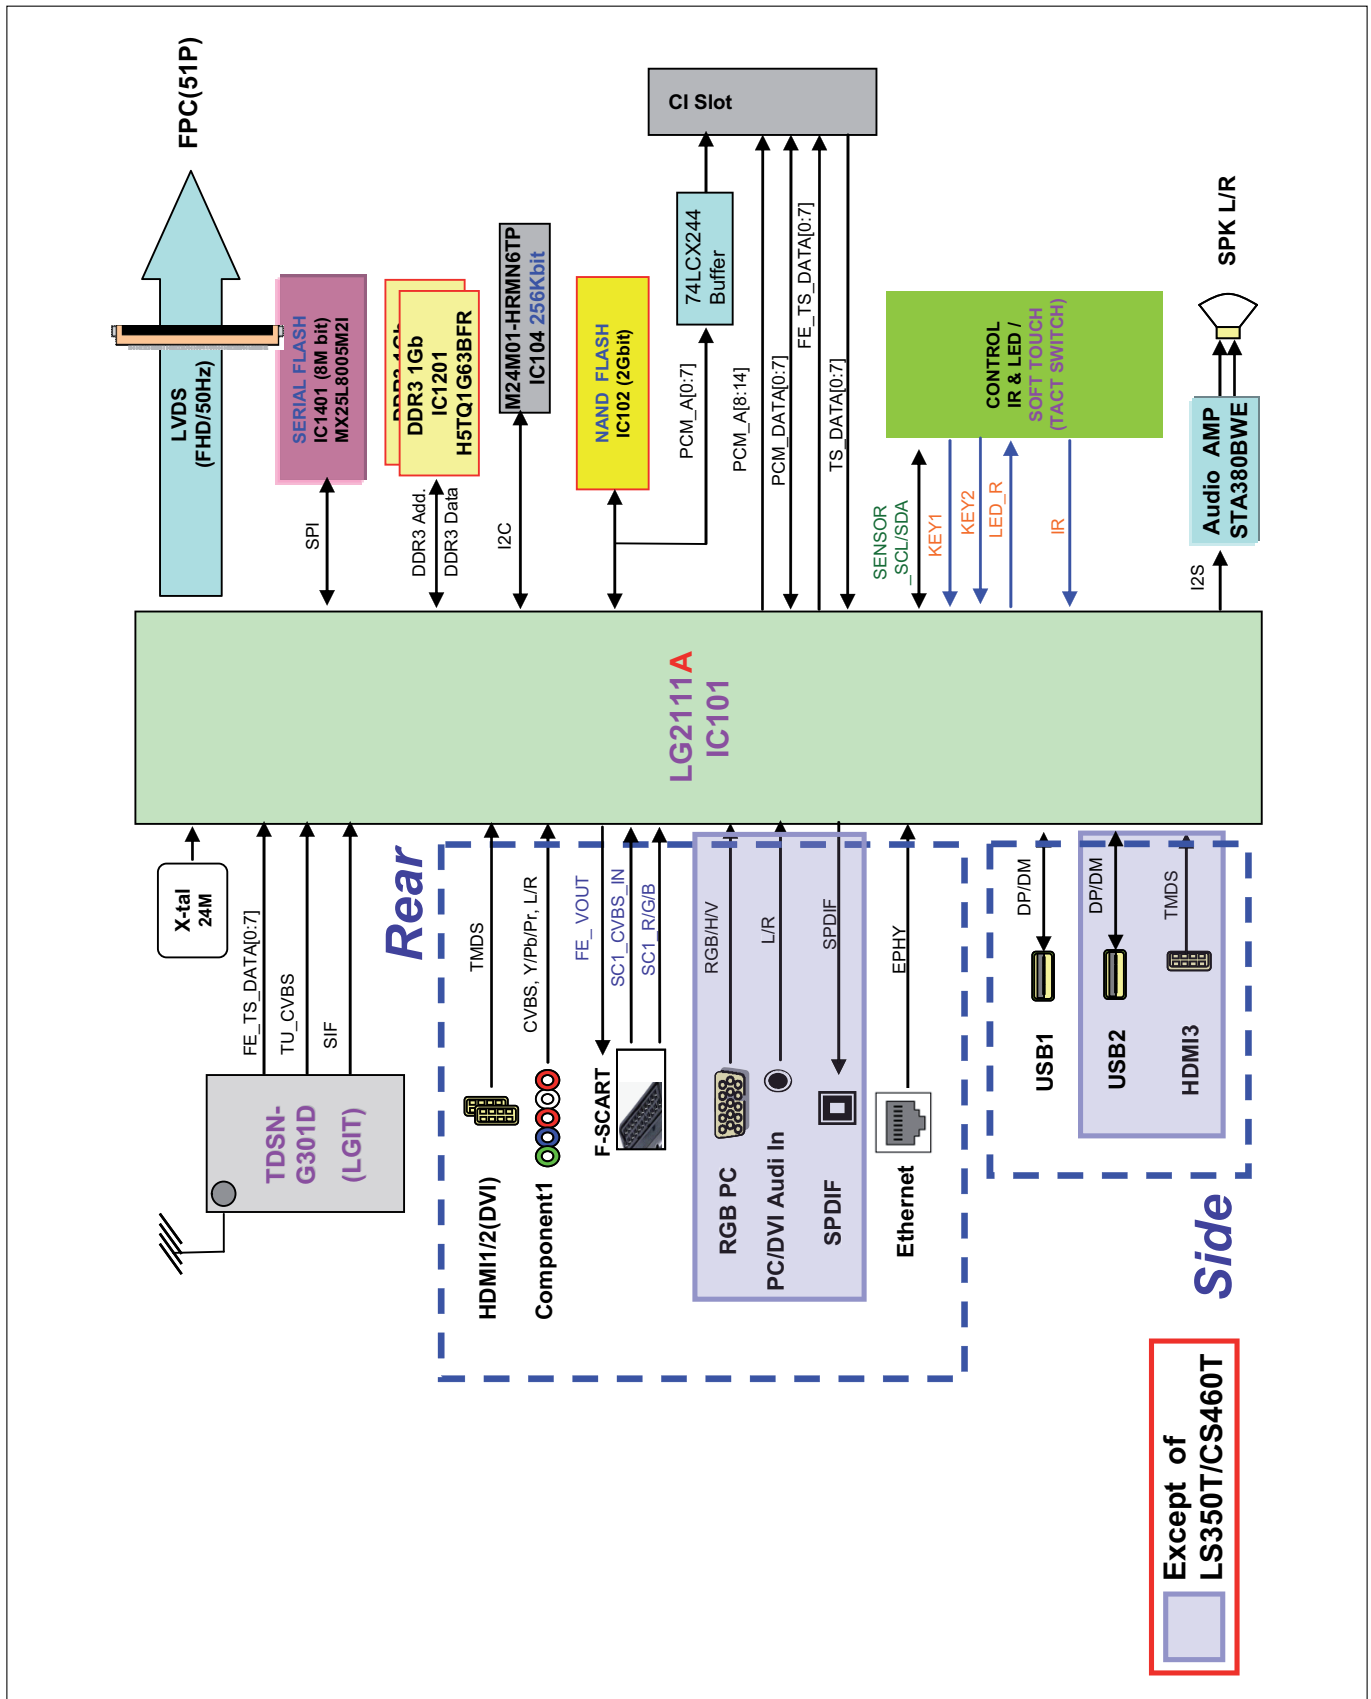 FPC(51P)
LVDS
(FHD/50Hz)
SERIAL FLASH
IC1401 (8M bit)
MX25L8005M2I
SPI
DDR3 1Gb
DDR3 1Gb
IC1201
H5TQ1G63BFR
DDR3 Add.
DDR3 Data
M24M01-HRMN6TP
IC104 256Kbit
I2C
NAND FLASH
IC102 (2Gbit)
CI Slot
74LCX244
Buffer
PCM_A[0:7]
PCM_A[8:14]
PCM_DATA[0:7]
FE_TS_DATA[0:7]
TS_DATA[0:7]
CONTROL
IR & LED /
SOFT TOUCH
(TACT SWITCH)
SENSOR
_SCL/SDA
KEY1
KEY2
LED_R
IR
SPK L/R
Audio AMP
STA380BWE
I2S
LG2111A
IC101
X-tal
24M
FE_TS_DATA[0:7]
TU_CVBS
SIF
TDSN-
G301D
(LGIT)
Rear
TMDS
HDMI1/2(DVI)
CVBS, Y/Pb/Pr, L/R
Component1
FE_ VOUT
SC1_CVBS_IN
SC1_R/G/B
F-SCART
RGB/H/V
RGB PC
L/R
PC/DVI Audi In
SPDIF
SPDIF
EPHY
Ethernet
DP/DM
USB1
DP/DM
USB2
TMDS
HDMI3
Side
Except of
LS350T/CS460T